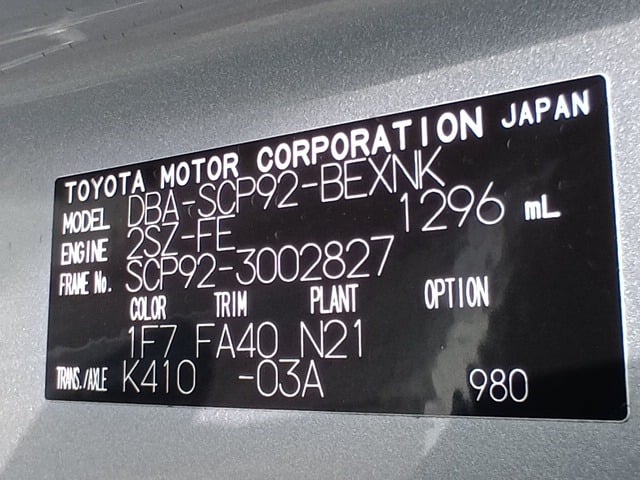 TOYOTA MOTOR CORPORATION JAPAN
MODEL DBA-SCP92-BEXNK
ENGINE 2SZ-FE 1296 mL
FRAME No. SCP92-3002827
COLOR TRIM PLANT OPTION
1F7 FA40 N21
TRANS./AXLE K410 -03A 980